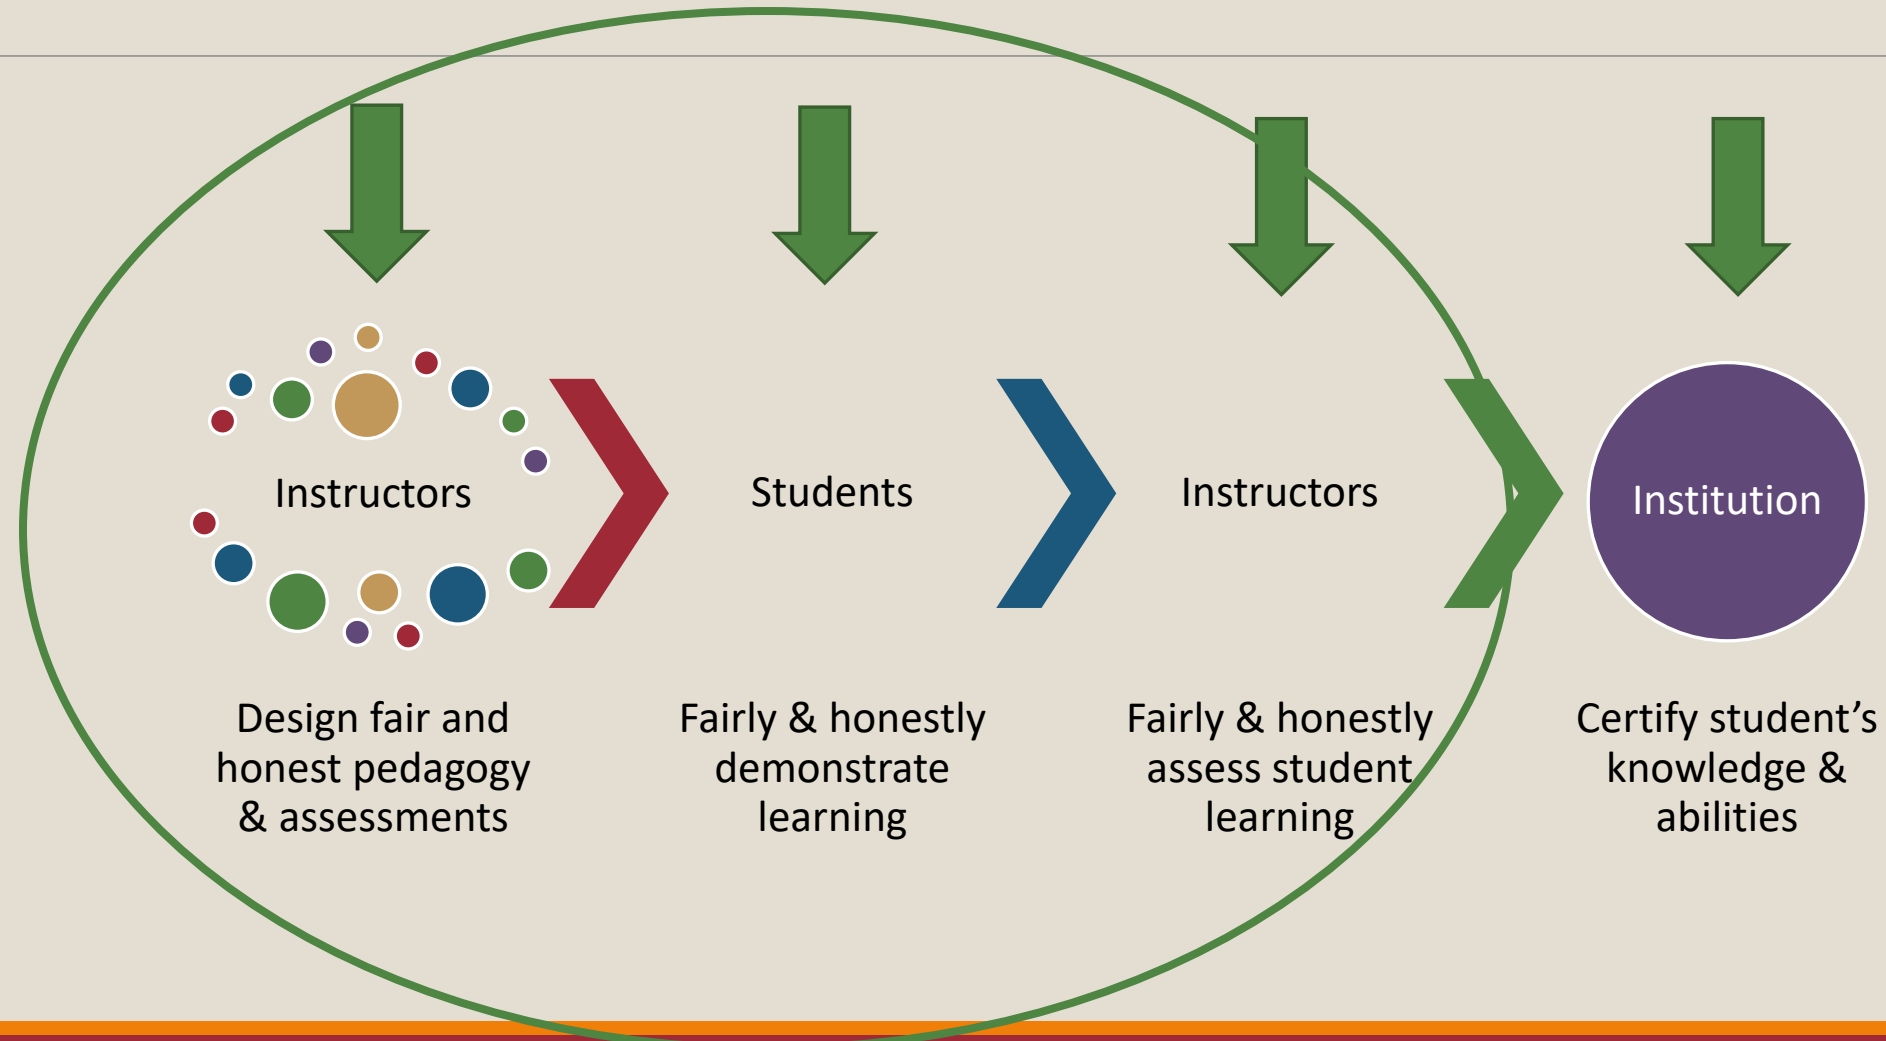 Instructors
Students
Instructors
Institution
Design fair and
honest pedagogy
& assessments
Fairly & honestly
demonstrate
learning
Fairly & honestly
assess student
learning
Certify student’s
knowledge &
abilities